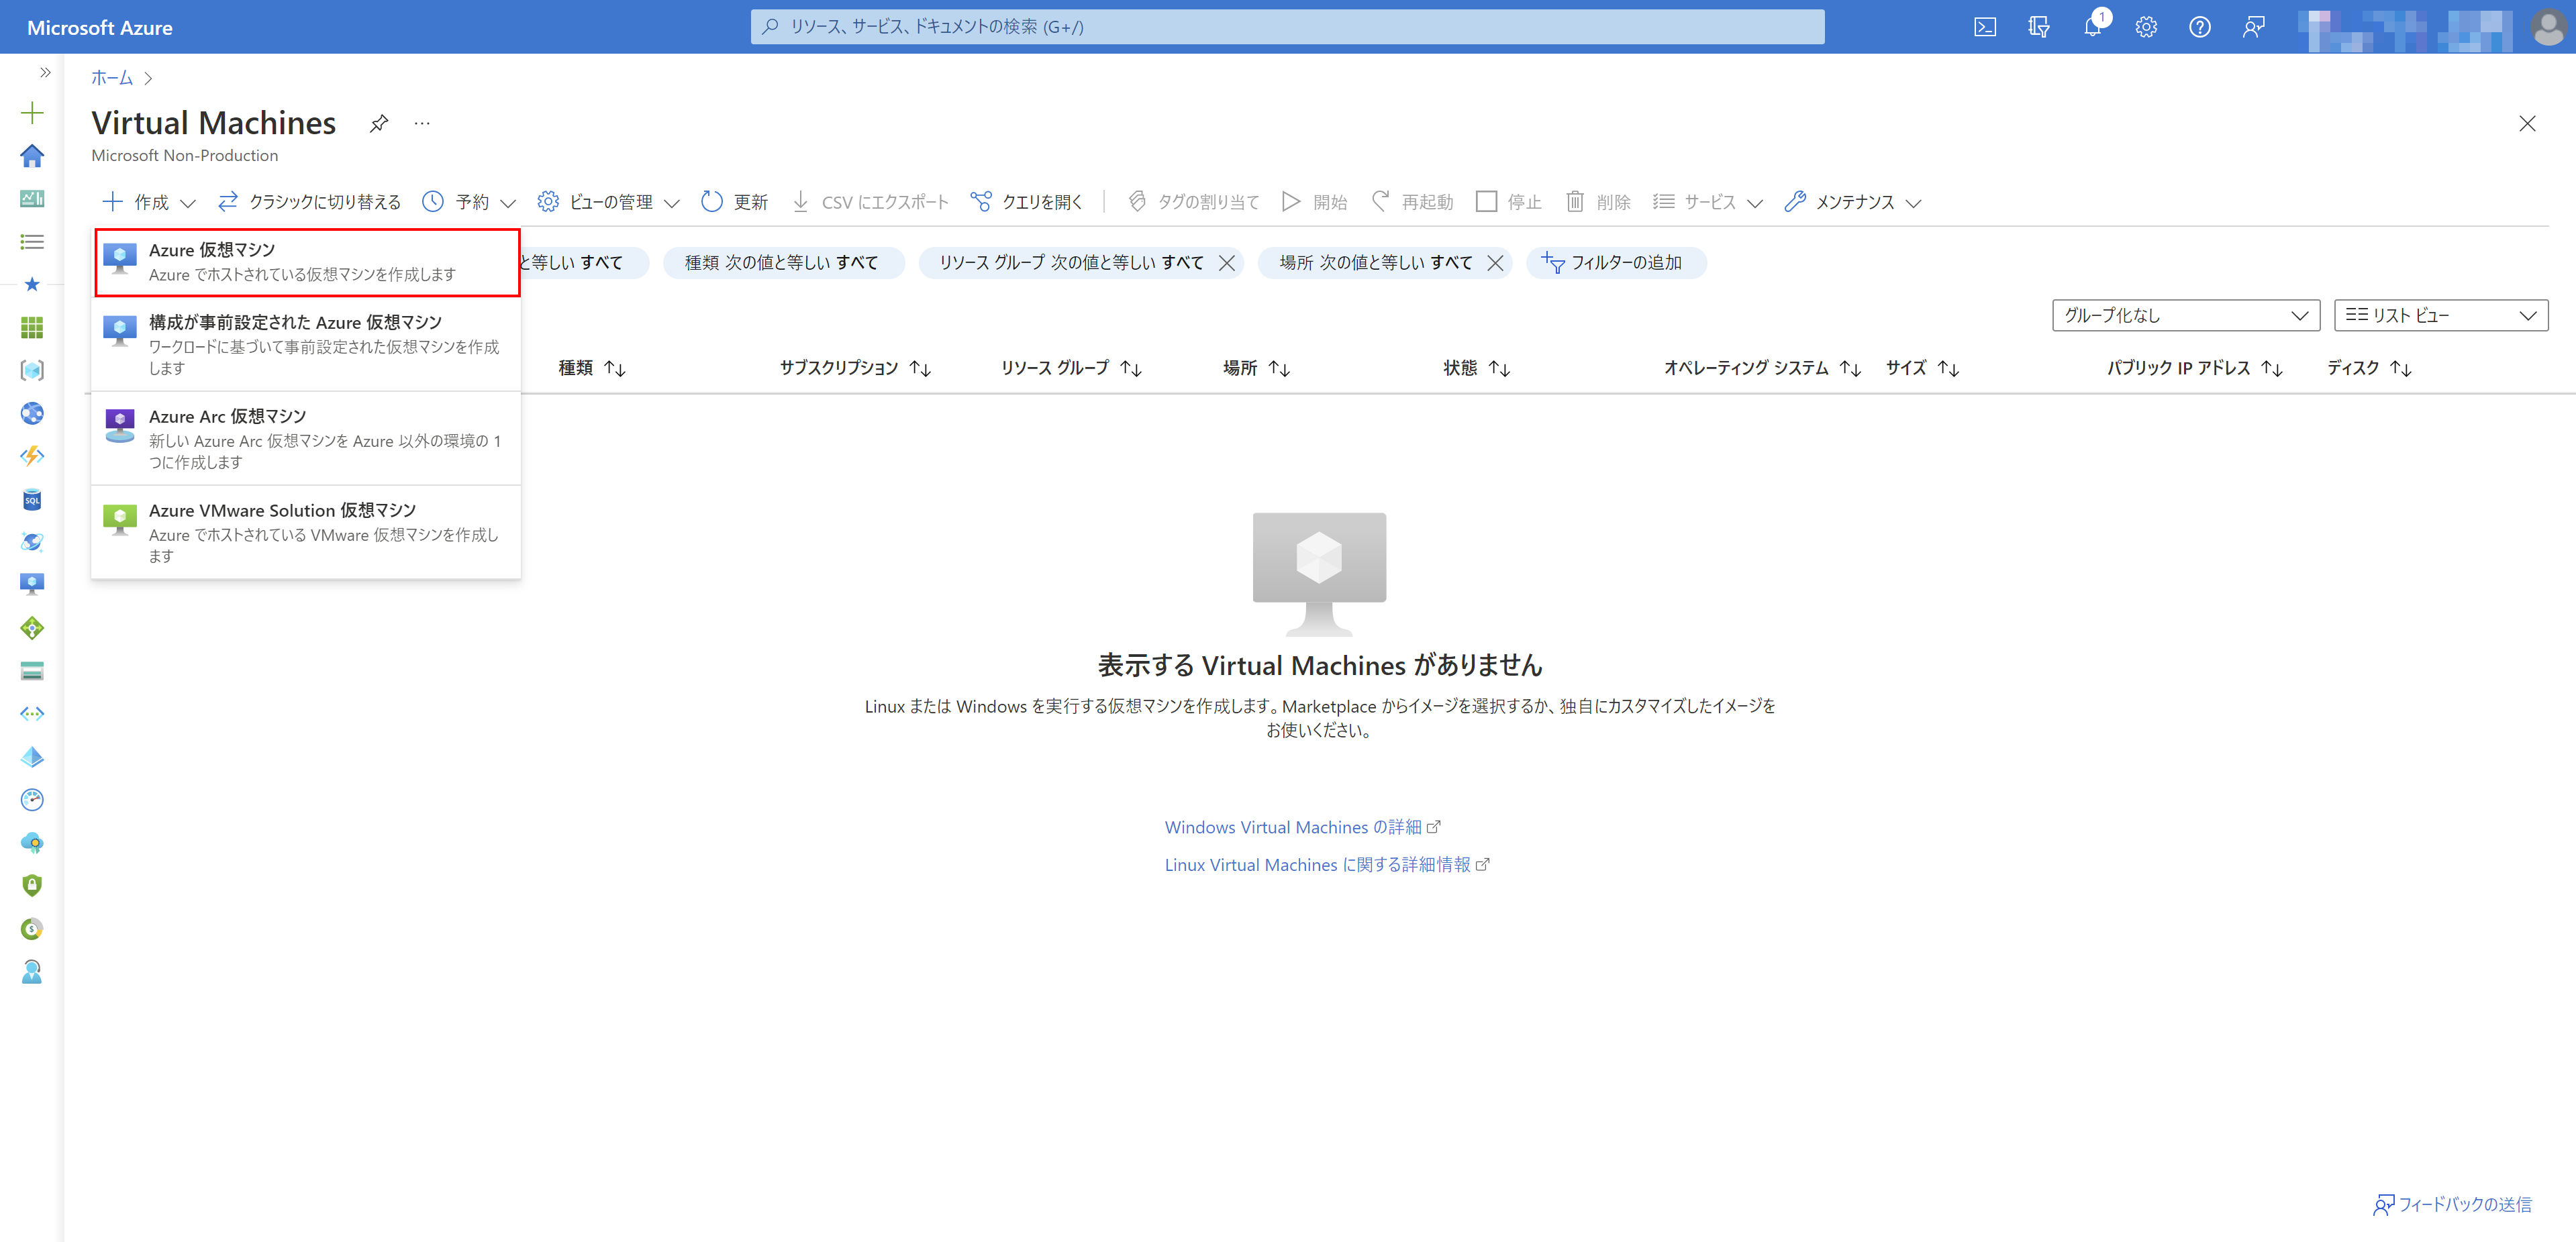 Microsoft Azure
リソース、サービス、ドキュメントの検索 (G+/)
1
ホーム
Virtual Machines
Microsoft Non-Production
作成
クラシックに切り替える
予約
ビューの管理
更新
CSV にエクスポート
クエリを開く
タグの割り当て
開始
再起動
停止
削除
サービス
メンテナンス
Azure 仮想マシン
Azure でホストされている仮想マシンを作成します
構成が事前設定された Azure 仮想マシン
ワークロードに基づいて事前設定された仮想マシンを作成
します
Azure Arc 仮想マシン
新しい Azure Arc 仮想マシンを Azure 以外の環境の 1
つに作成します
Azure VMware Solution 仮想マシン
Azure でホストされている VMware 仮想マシンを作成し
ます
と等しい すべて
種類 次の値と等しい すべて
リソース グループ 次の値と等しい すべて
場所 次の値と等しい すべて
フィルターの追加
グループ化なし
リスト ビュー
種類
サブスクリプション
リソース グループ
場所
状態
オペレーティング システム
サイズ
パブリック IP アドレス
ディスク
SQL
表示する Virtual Machines がありません
Linux または Windows を実行する仮想マシンを作成します。Marketplace からイメージを選択するか、独自にカスタマイズしたイメージを
お使いください。
Windows Virtual Machines の詳細
Linux Virtual Machines に関する詳細情報
フィードバックの送信